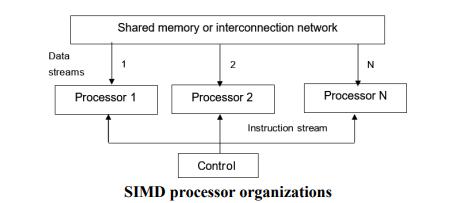 Shared memory or interconnection network
Data
streams
1
2
N
Processor 1
Processor 2
Processor N
Instruction stream
Control
SIMD processor organizations